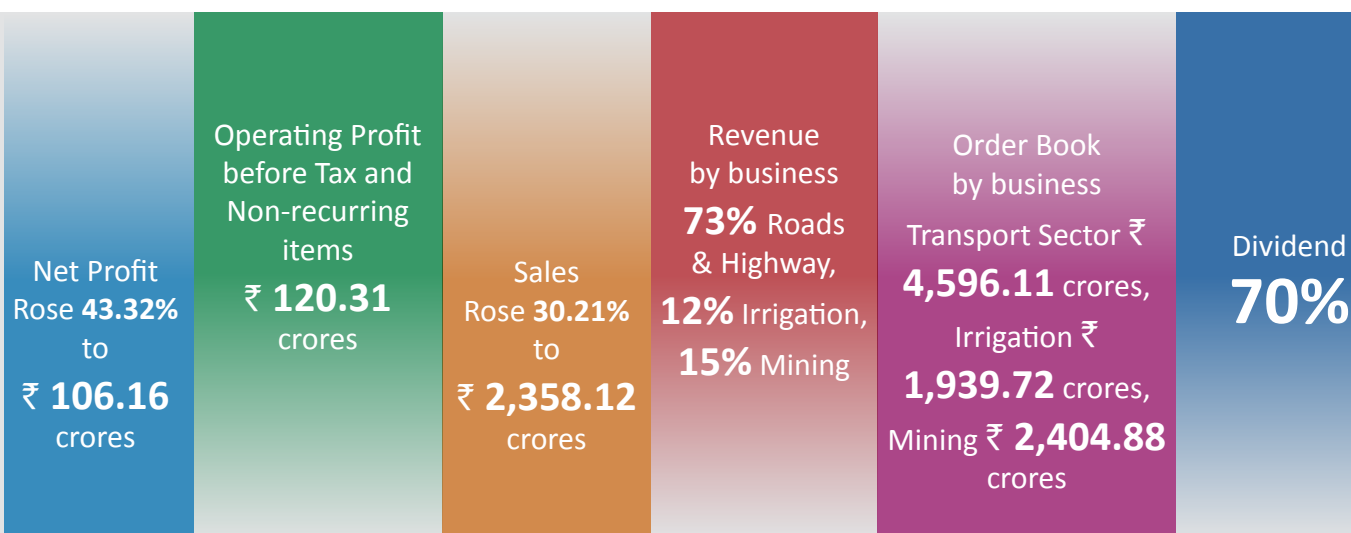 Net Profit
Rose 43.32%
to
₹ 106.16
crores
Operating Profit
before Tax and
Non-recurring
items
₹ 120.31
crores
Sales
Rose 30.21%
to
₹ 2,358.12
crores
Revenue
by business
73% Roads
& Highway,
12% Irrigation,
15% Mining
Order Book
by business
Transport Sector ₹
4,596.11 crores,
Irrigation ₹
1,939.72 crores,
Mining ₹ 2,404.88
crores
Dividend
70%